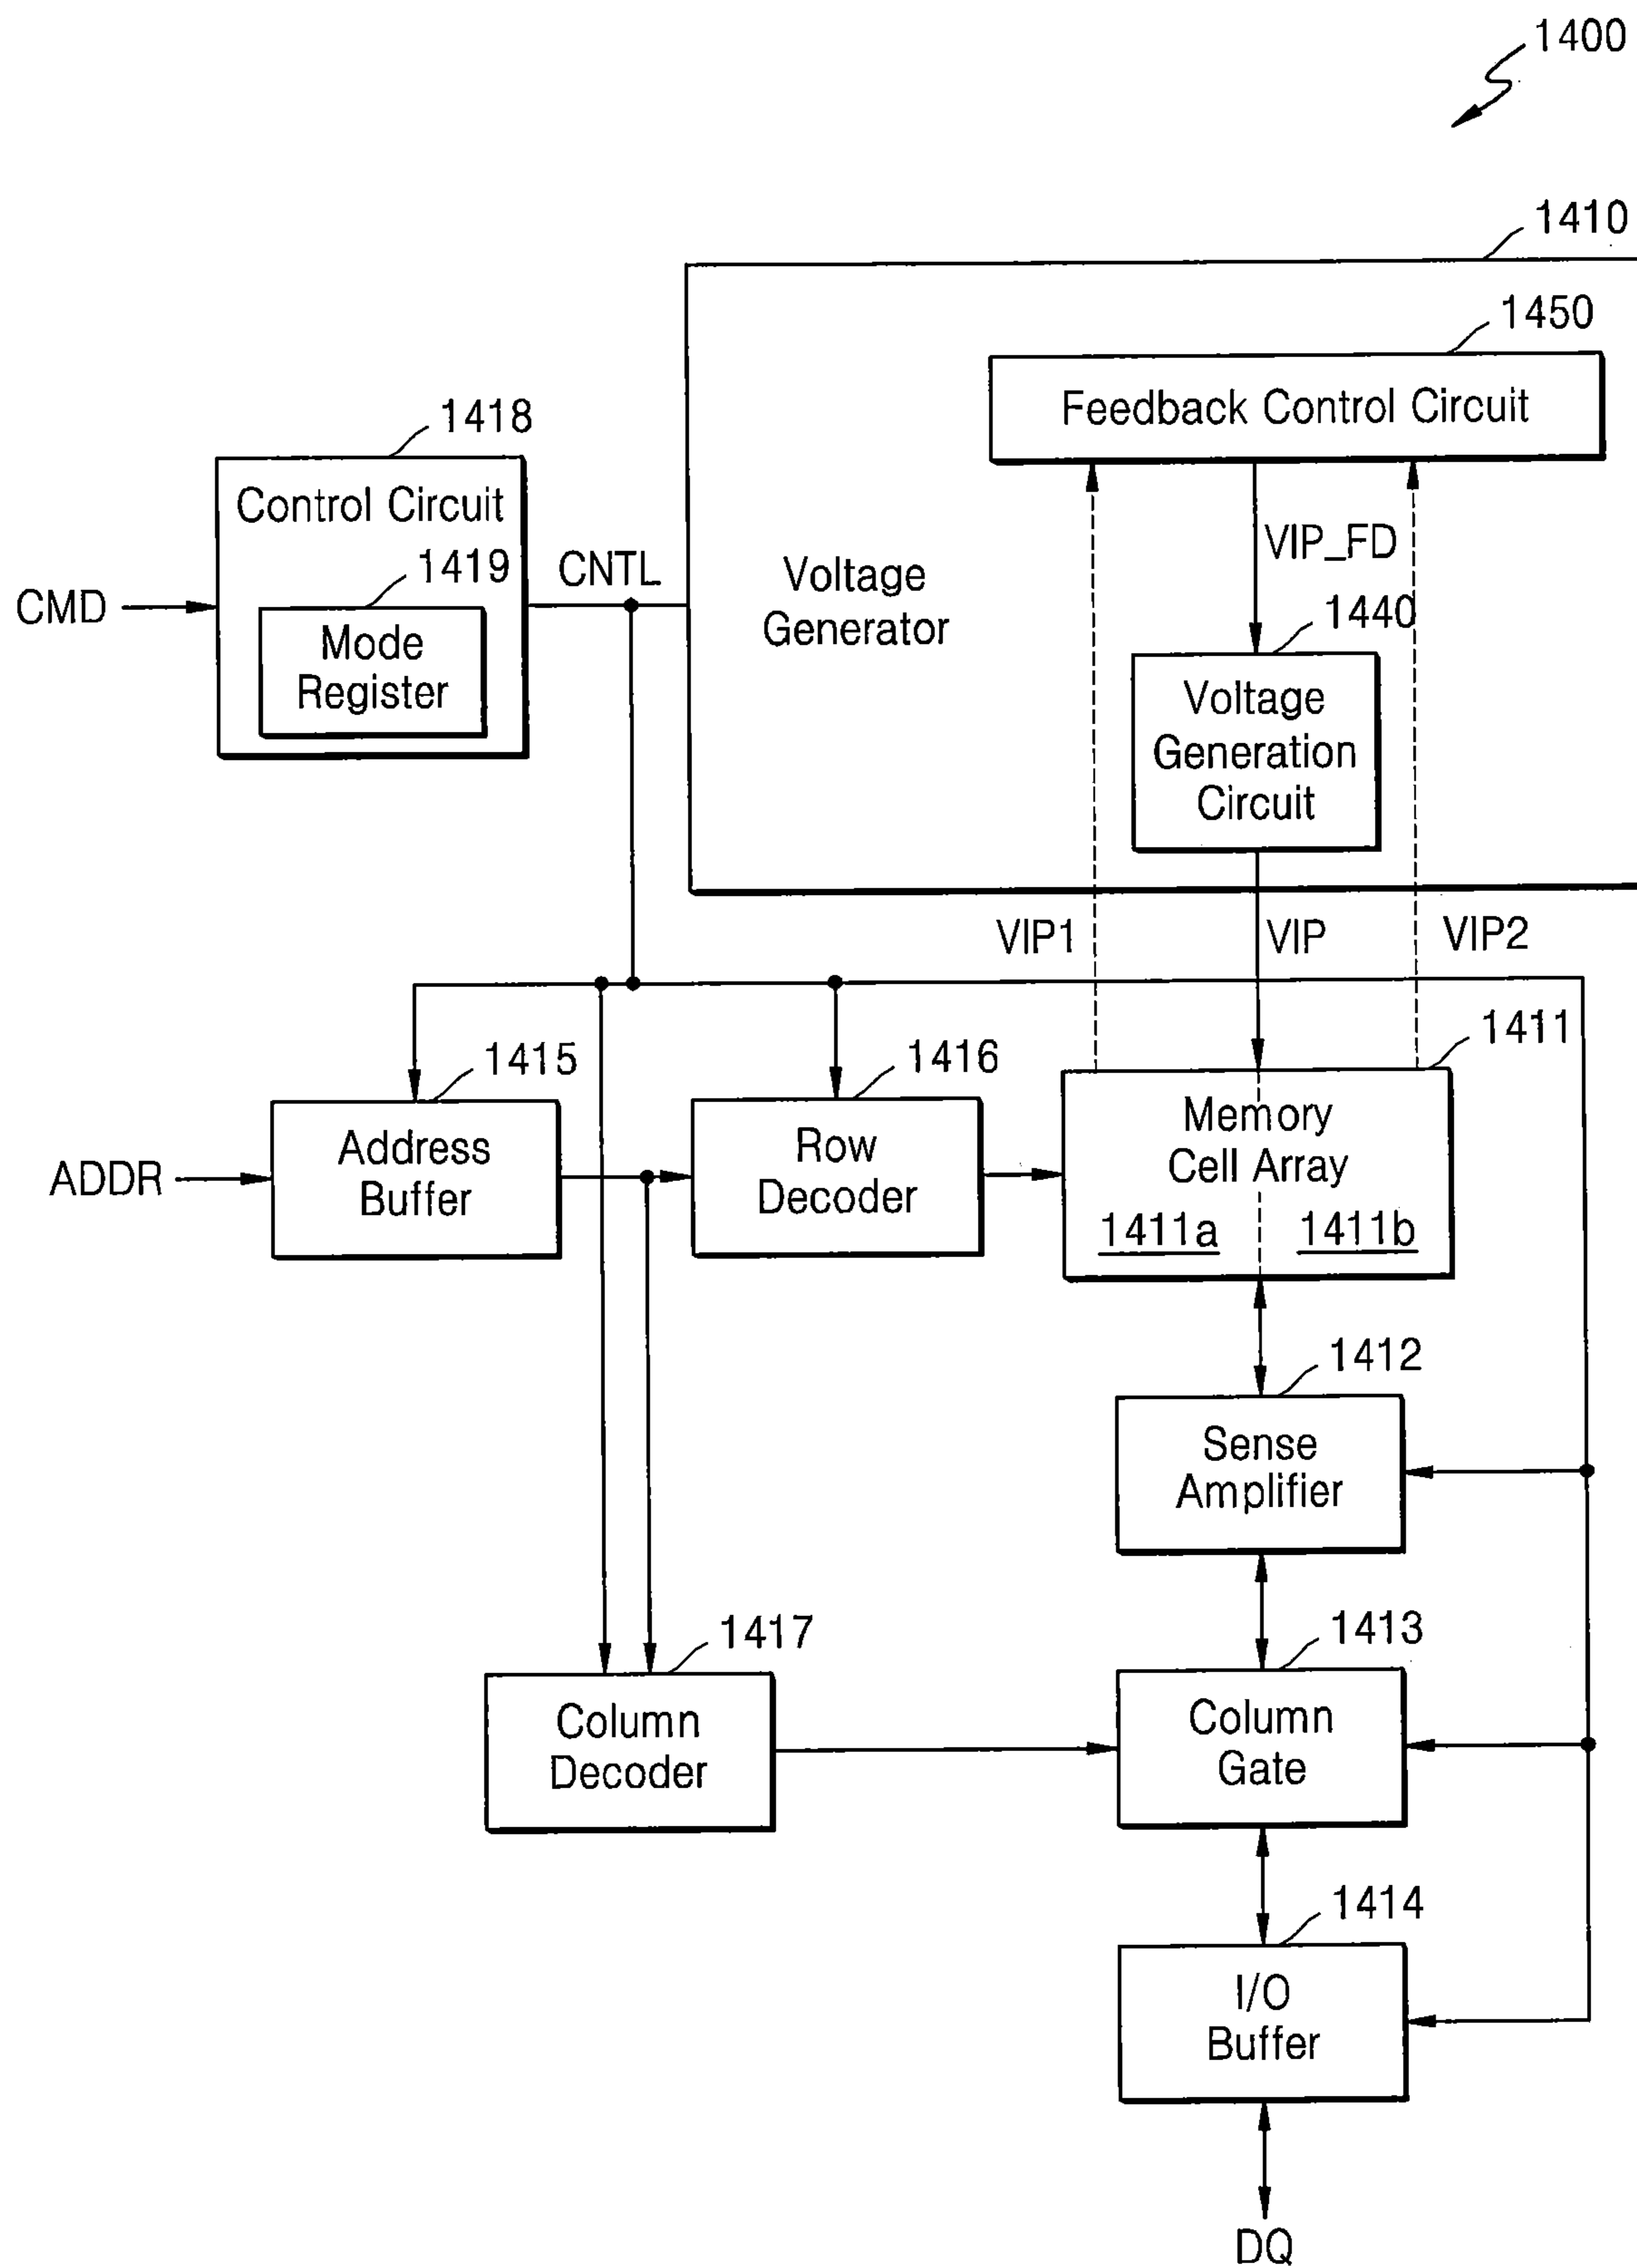 1400
1410
1450
Feedback Control Circuit
1418
Control Circuit
1419
Mode
Register
CMD
CNTL
Voltage
Generator
VIP_FD
1440
Voltage
Generation
Circuit
VIP1
VIP
VIP2
1411
1415
1416
Address
Buffer
Row
Decoder
Memory
Cell Array
1411a
1411b
ADDR
1412
Sense
Amplifier
1417
1413
Column
Decoder
Column
Gate
1414
I/O
Buffer
DQ